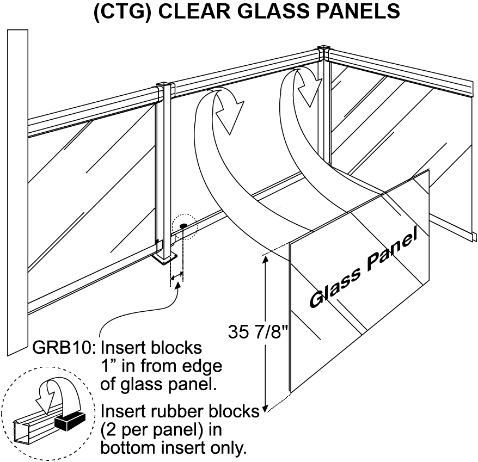 (CTG) CLEAR GLASS PANELS
Glass Panel
35 7/8"
GRB10: Insert blocks
1” in from edge
of glass panel.
Insert rubber blocks
(2 per panel) in
bottom insert only.